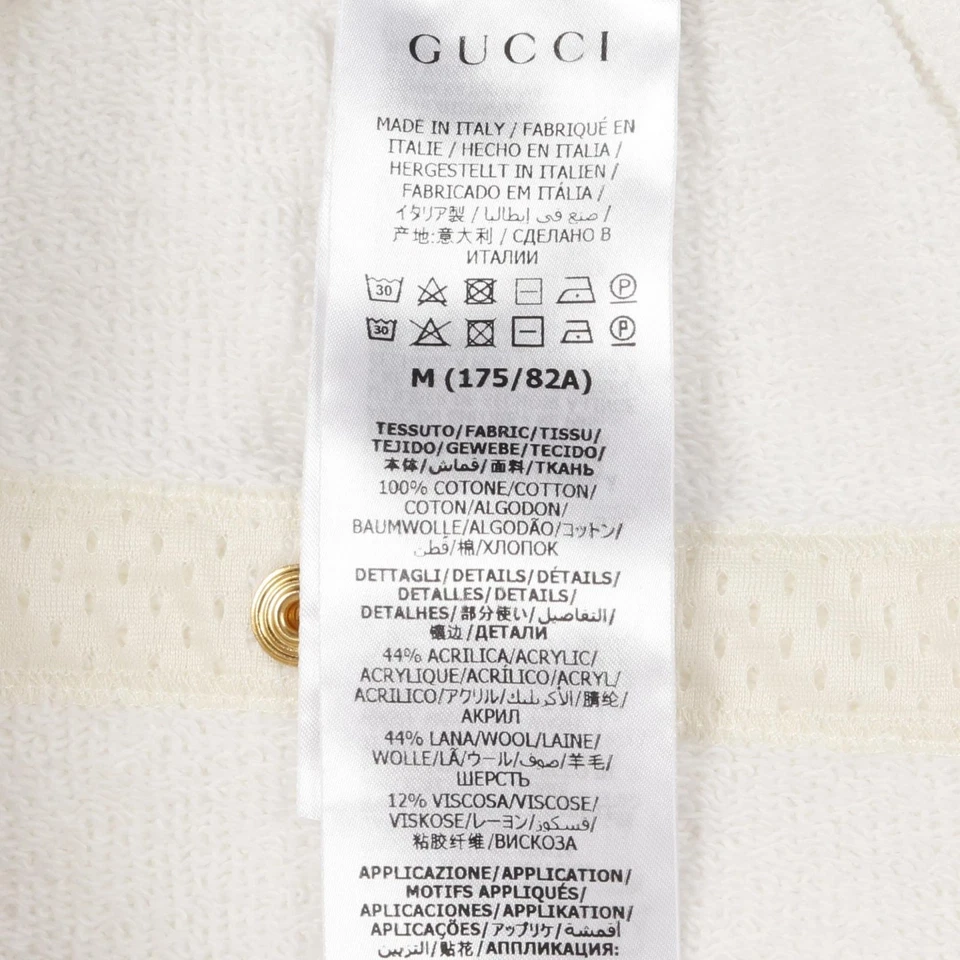 GUCCI
MADE IN ITALY / FABRIQUÉ EN
ITALIE / HECHO EN ITALIA /
HERGESTELLT IN ITALIEN /
FABRICADO EM ITÁLIA /
イタリア製 / صنع في إيطاليا /
产地:意大利 / СДЕЛАНО В
ИТАЛИИ
30 P
30 P
M (175/82A)
TESSUTO/FABRIC/TISSU/
TEJIDO/GEWEBE/TECIDO/
本体/قماش/面料/ТКАНЬ
100% COTONE/COTTON/
COTON/ALGODON/
BAUMWOLLE/ALGODÃO/コットン/
قطن/棉/ХЛОПОК
DETTAGLI/DETAILS/DÉTAILS/
DETALLES/DETAILS/
DETALHES/部分使い/التفاصيل/
镶边/ДЕТАЛИ
44% ACRILICA/ACRYLIC/
ACRYLIQUE/ACRÍLICO/ACRYL/
ACRILICO/アクリル/الأكريليك/腈纶/
АКРИЛ
44% LANA/WOOL/LAINE/
WOLLE/LÃ/ウール/صوف/羊毛/
ШЕРСТЬ
12% VISCOSA/VISCOSE/
VISKOSE/レーヨン/فسكوز/
粘胶纤维/ВИСКОЗА
APPLICAZIONE/APPLICATION/
MOTIFS APPLIQUÉS/
APLICACIONES/APPLIKATION/
APLICAÇÕES/アップリケ/أقمشة/
التزيين/贴花/АППЛИКАЦИЯ: